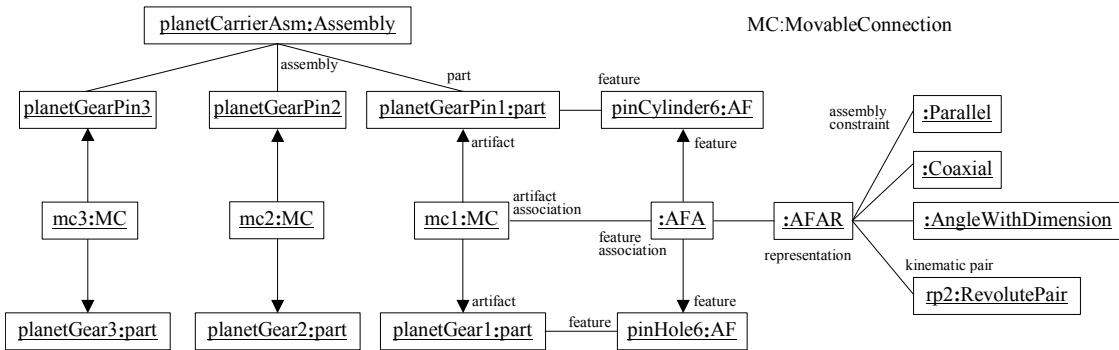 planetCarrierAsm:Assembly
MC:MovableConnection
assembly
part
feature
planetGearPin3
planetGearPin2
planetGearPin1:part
pinCylinder6:AF
assembly
constraint
:Parallel
artifact
feature
:Coaxial
mc3:MC
mc2:MC
mc1:MC
artifact
association
feature
association
:AFA
:AFAR
representation
:AngleWithDimension
kinematic pair
rp2:RevolutePair
artifact
feature
planetGear3:part
planetGear2:part
planetGear1:part
feature
pinHole6:AF